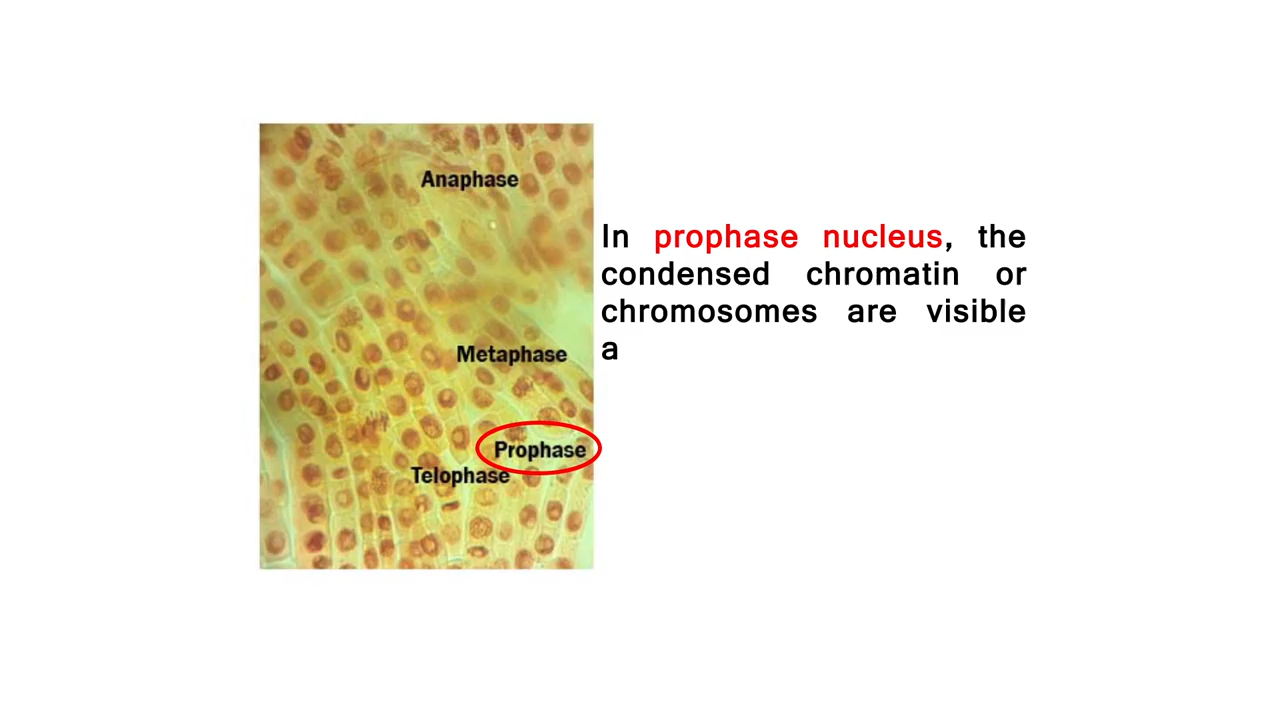 Anaphase
In prophase nucleus, the
condensed chromatin or
chromosomes are visible
a
Metaphase
Prophase
Telophase